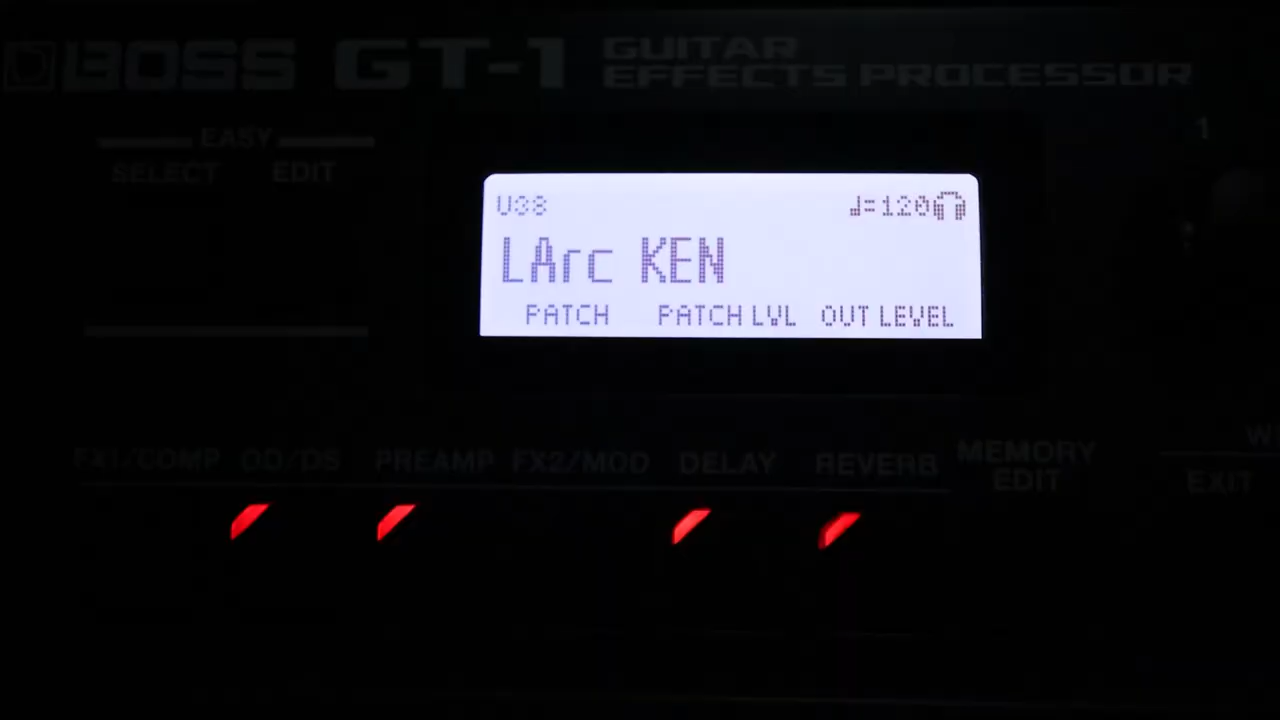 BOSS GT-1 GUITAR
EFFECTS PROCESSOR
EASY
SELECT EDIT
1
U38 ♩=120
LArc KEN
PATCH PATCH LVL OUT LEVEL
FX1/COMP OD/DS PREAMP FX2/MOD DELAY REVERB MEMORY
EDIT
EXIT